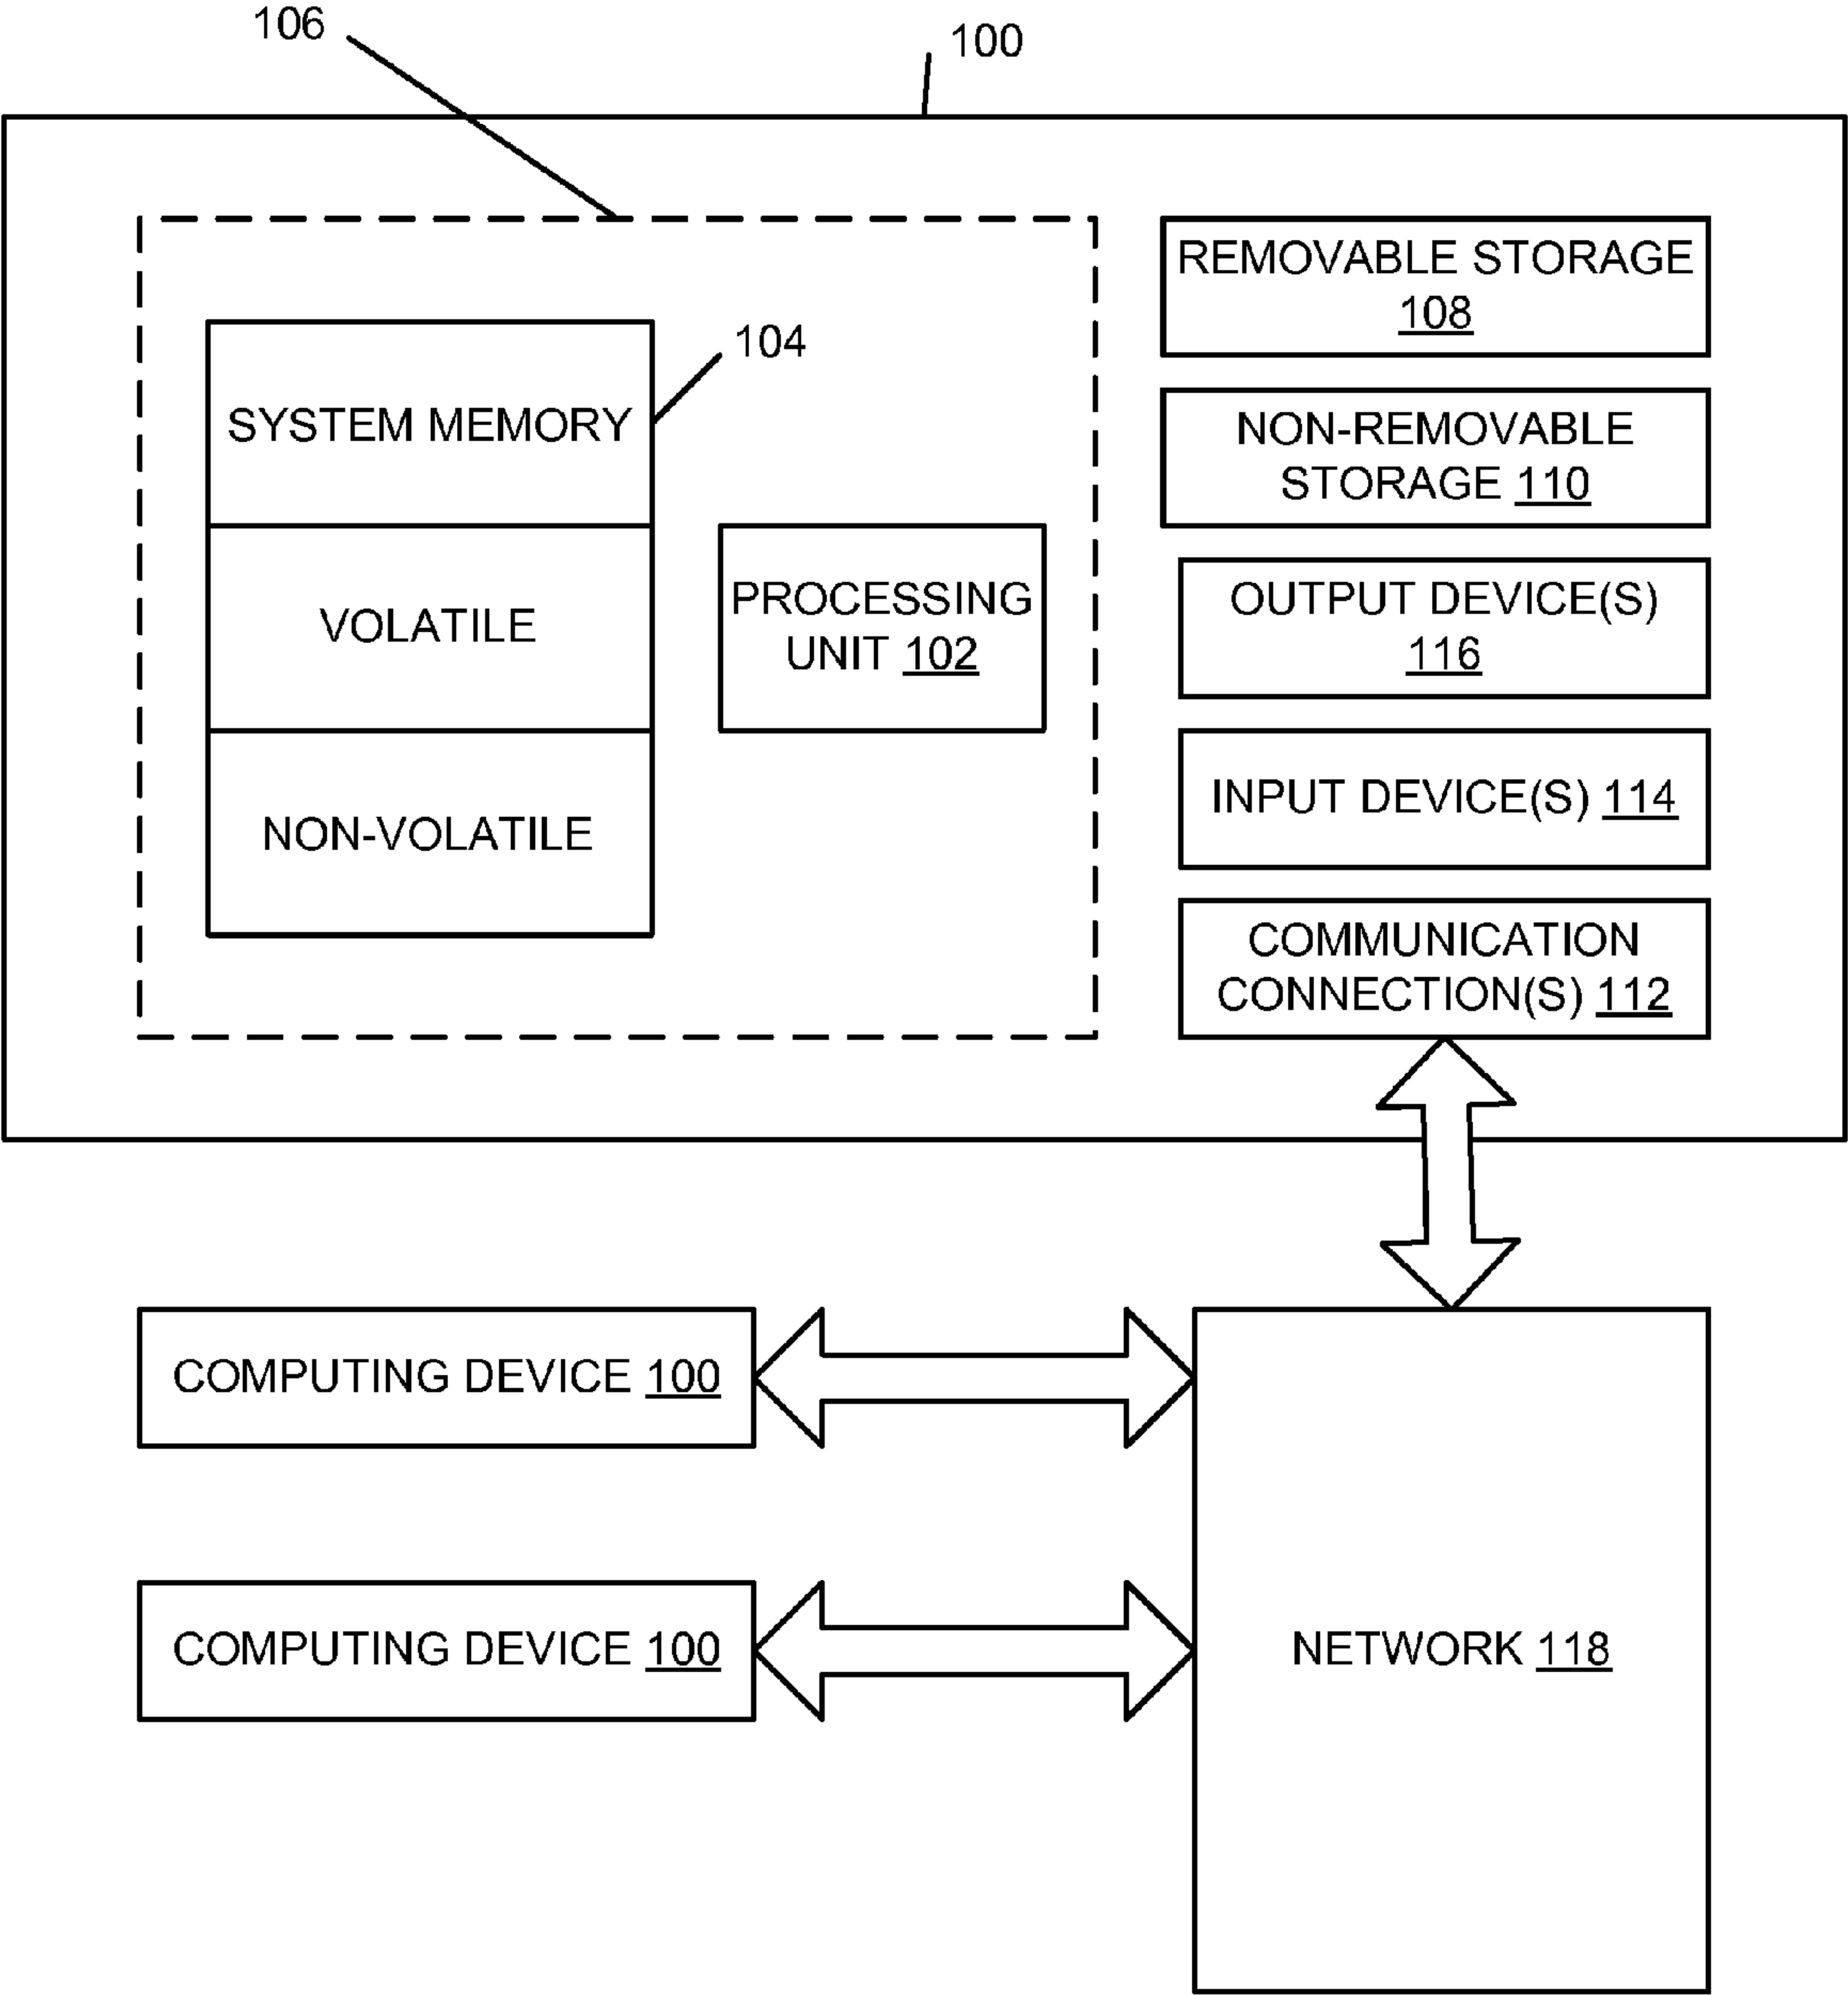 106
100
REMOVABLE STORAGE
108
104
SYSTEM MEMORY
NON-REMOVABLE
STORAGE 110
VOLATILE
PROCESSING
UNIT 102
OUTPUT DEVICE(S)
116
NON-VOLATILE
INPUT DEVICE(S) 114
COMMUNICATION
CONNECTION(S) 112
COMPUTING DEVICE 100
COMPUTING DEVICE 100
NETWORK 118